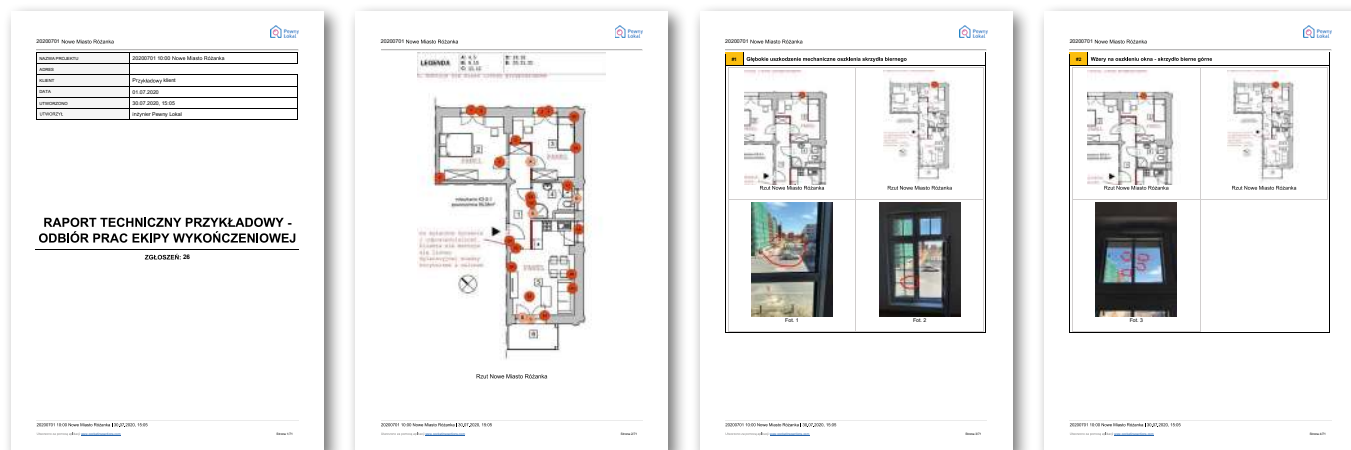 20200701 Nowe Miasto Różanka
Pewny
Lokal
NAZWA PROJEKTU
20200701 10:00 Nowe Miasto Różanka
ADRES
KLIENT
Przykładowy klient
DATA
01.07.2020
UTWORZONO
30.07.2020, 15:05
UTWORZYŁ
inżynier Pewny Lokal
RAPORT TECHNICZNY PRZYKŁADOWY -
ODBIÓR PRAC EKIPY WYKOŃCZENIOWEJ
ZGŁOSZEŃ: 26
20200701 10:00 Nowe Miasto Różanka | 30.07.2020, 15:05
20200701 Nowe Miasto Różanka
Pewny
Lokal
LEGENDA
PANEL
PANEL
PANEL
Rzut Nowe Miasto Różanka
20200701 10:00 Nowe Miasto Różanka | 30.07.2020, 15:05
20200701 Nowe Miasto Różanka
Pewny
Lokal
#1 Głębokie uszkodzenie mechaniczne oszklenia skrzydła biernego
Rzut Nowe Miasto Różanka
Rzut Nowe Miasto Różanka
Fot. 1
Fot. 2
20200701 10:00 Nowe Miasto Różanka | 30.07.2020, 15:05
20200701 Nowe Miasto Różanka
Pewny
Lokal
#2 Wżery na oszkleniu okna - skrzydło bierne górne
Rzut Nowe Miasto Różanka
Rzut Nowe Miasto Różanka
Fot. 3
20200701 10:00 Nowe Miasto Różanka | 30.07.2020, 15:05